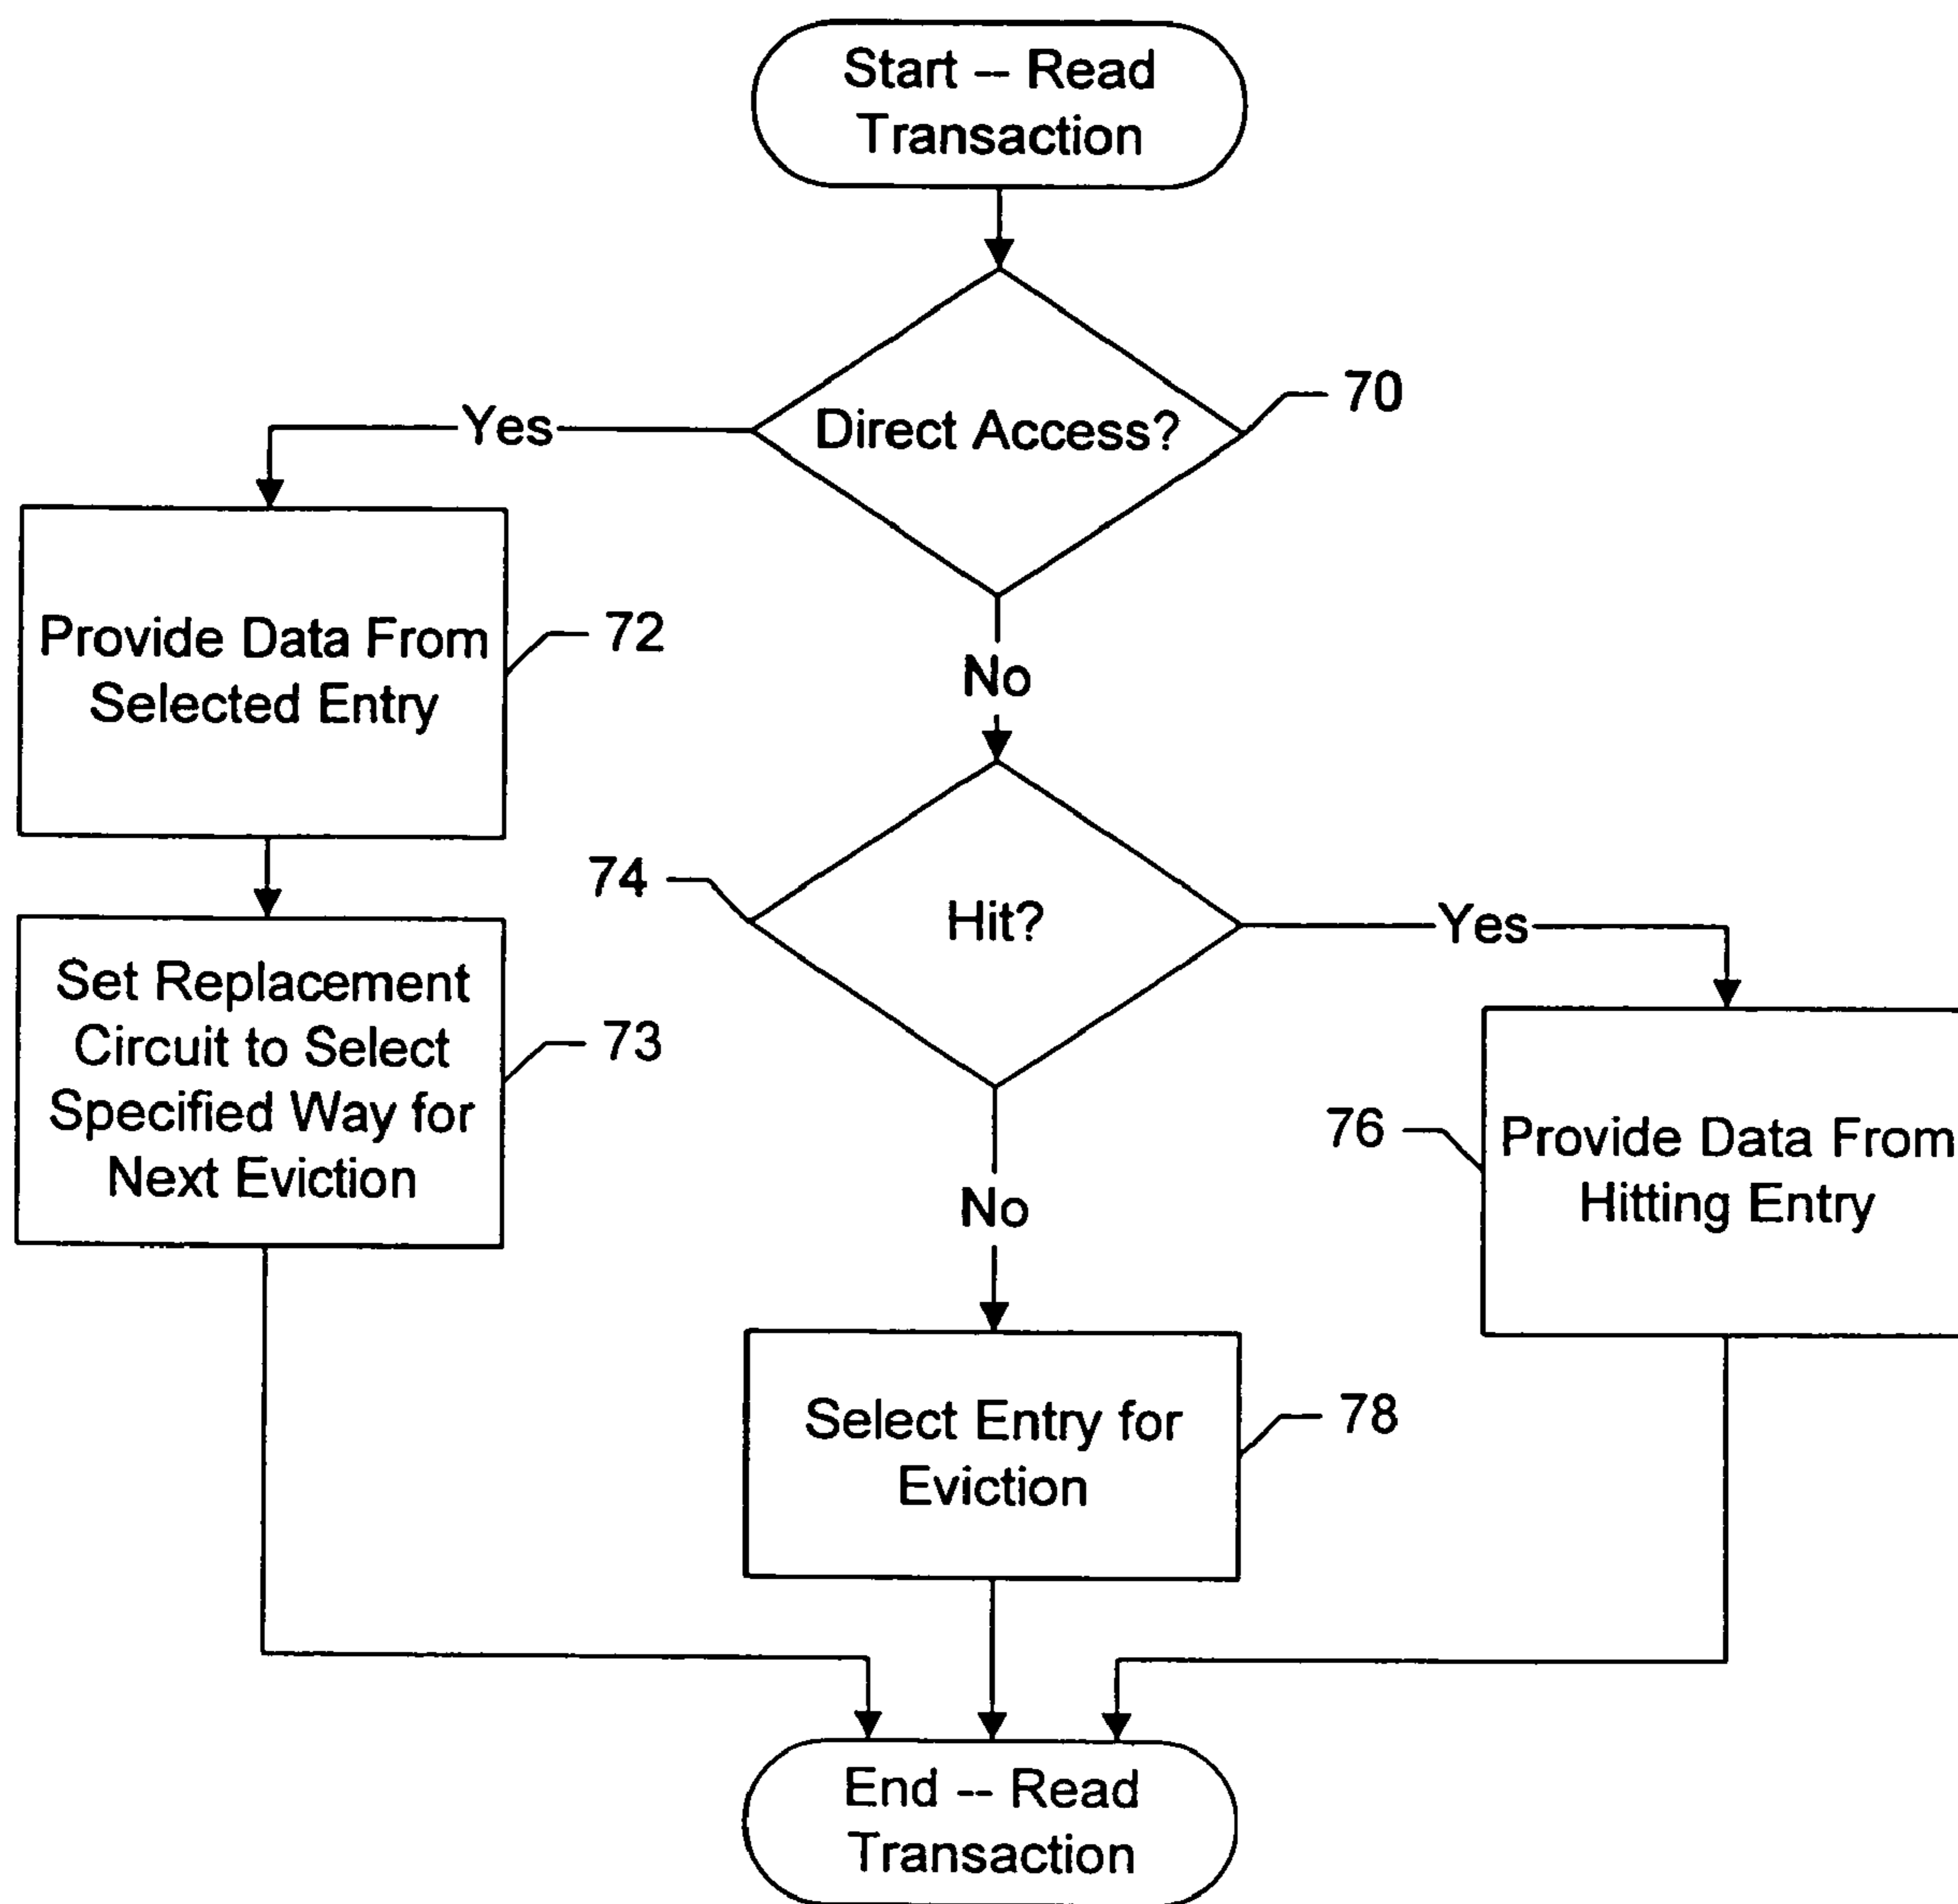 Start -- Read
Transaction
Direct Access?
70
Yes
No
Provide Data From
Selected Entry
72
Set Replacement
Circuit to Select
Specified Way for
Next Eviction
73
74
Hit?
Yes
No
76
Provide Data From
Hitting Entry
Select Entry for
Eviction
78
End -- Read
Transaction